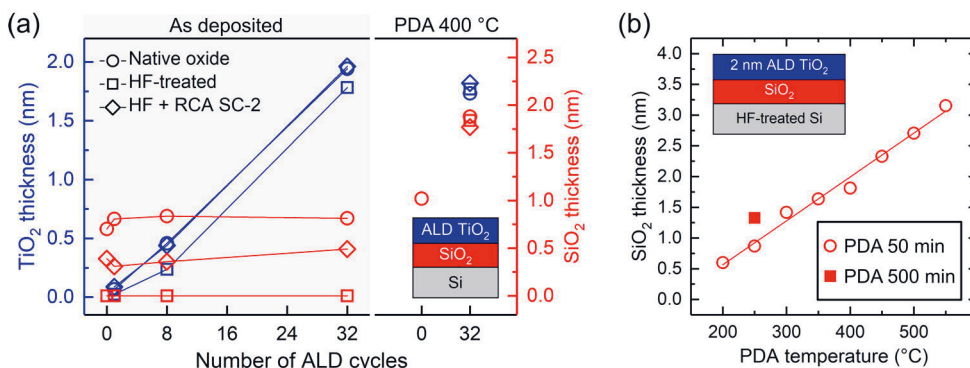 (a)
As deposited
PDA 400 °C
Native oxide
HF-treated
HF + RCA SC-2
TiO2 thickness (nm)
2.0
1.5
1.0
0.5
0.0
SiO2 thickness (nm)
2.5
2.0
1.5
1.0
0.5
0.0
ALD TiO2
SiO2
Si
0 8 16 24 32 0 32
Number of ALD cycles
(b)
SiO2 thickness (nm)
4.0
3.5
3.0
2.5
2.0
1.5
1.0
0.5
0.0
2 nm ALD TiO2
SiO2
HF-treated Si
PDA 50 min
PDA 500 min
200 300 400 500
PDA temperature (°C)